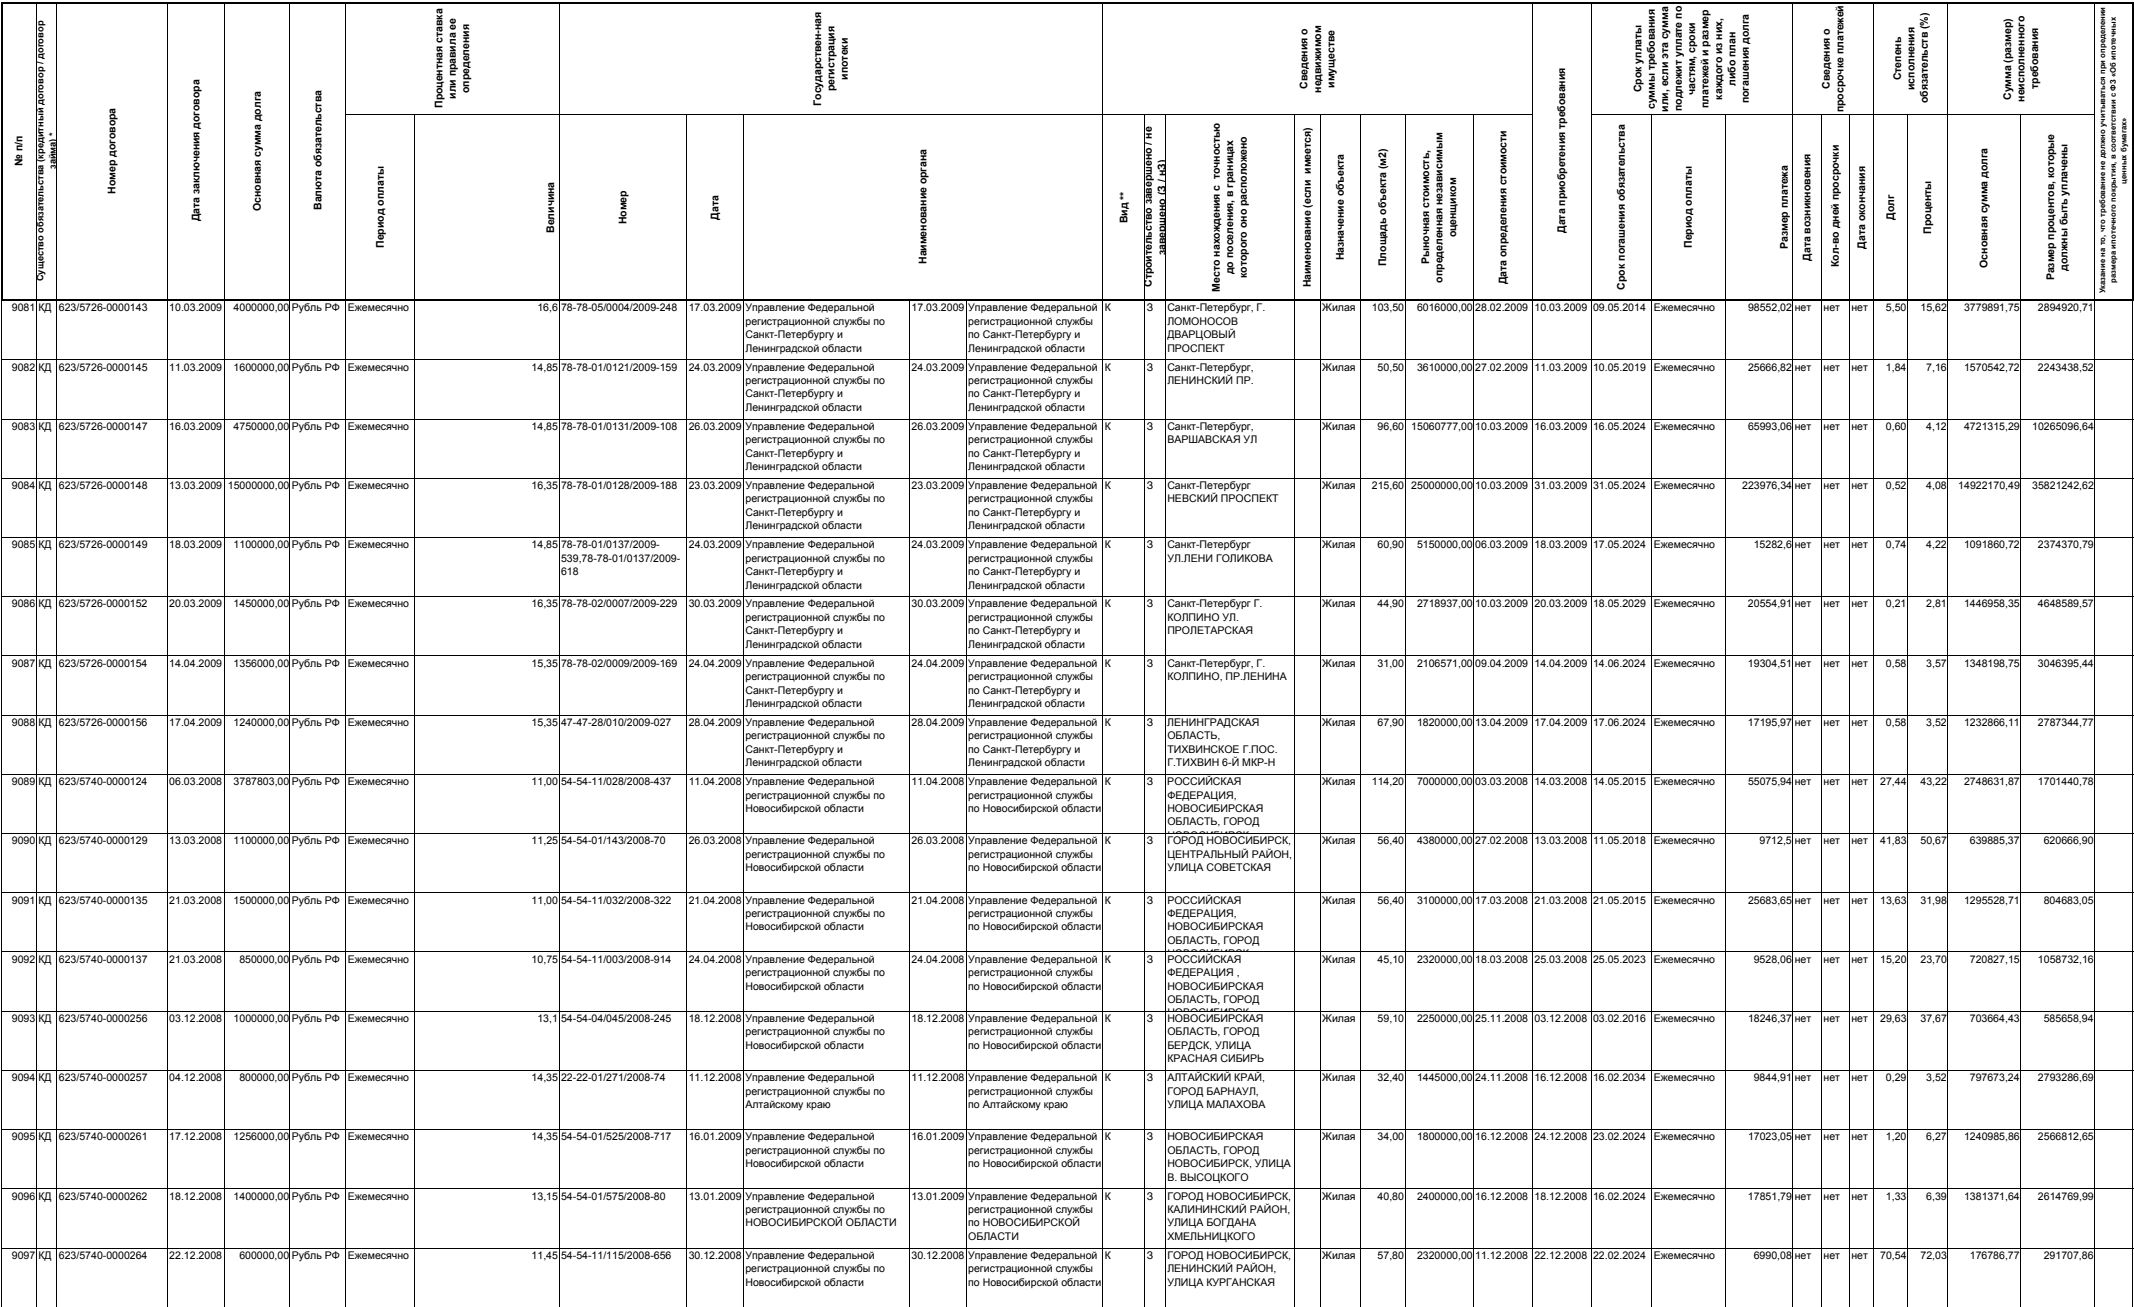 № п/п
Существо обязательства (кредитный договор / договор займа) *
Номер договора
Дата заключения договора
Основная сумма долга
Валюта обязательства
Процентная ставка или правила ее определения
Период оплаты
Величина
Государствен-ная регистрация ипотеки
Номер
Дата
Наименование органа
Сведения о недвижимом имуществе
Вид **
Строительство завершено / не завершено (З / нЗ)
Место нахождения с точностью до поселения, в границах которого оно расположено
Наименование (если имеется)
Назначение объекта
Площадь объекта (м2)
Рыночная стоимость, определенная независимым оценщиком
Дата определения стоимости
Дата приобретения требования
Срок уплаты суммы требования или, если эта сумма подлежит уплате по частям, сроки платежей и размер каждого из них, либо план погашения долга
Срок погашения обязательства
Период оплаты
Размер платежа
Сведения о просрочке платежей
Дата возникновения
Кол-во дней просрочки
Дата окончания
Степень исполнения обязательств (%)
Долг
Проценты
Сумма (размер) неисполненного требования
Основная сумма долга
Размер процентов, которые должны быть уплачены
Указание на то, что требование не должно учитываться при определении размера ипотечного покрытия, в соответствии с ФЗ «Об ипотечных ценных бумагах»
9081 КД 623/5726-0000143 10.03.2009 4000000,00 Рубль РФ Ежемесячно 16,6 78-78-05/0004/2009-248 17.03.2009 Управление Федеральной регистрационной службы по Санкт-Петербургу и Ленинградской области 17.03.2009 Управление Федеральной регистрационной службы по Санкт-Петербургу и Ленинградской области К З Санкт-Петербург, Г. ЛОМОНОСОВ ДВАРЦОВЫЙ ПРОСПЕКТ Жилая 103,50 6016000,00 28.02.2009 10.03.2009 09.05.2014 Ежемесячно 98552,02 нет нет нет 5,50 15,62 3779891,75 2894920,71
9082 КД 623/5726-0000145 11.03.2009 1600000,00 Рубль РФ Ежемесячно 14,85 78-78-01/0121/2009-159 24.03.2009 Управление Федеральной регистрационной службы по Санкт-Петербургу и Ленинградской области 24.03.2009 Управление Федеральной регистрационной службы по Санкт-Петербургу и Ленинградской области К З Санкт-Петербург, ЛЕНИНСКИЙ ПР. Жилая 50,50 3610000,00 27.02.2009 11.03.2009 10.05.2019 Ежемесячно 25666,82 нет нет нет 1,84 7,16 1570542,72 2243438,52
9083 КД 623/5726-0000147 16.03.2009 4750000,00 Рубль РФ Ежемесячно 14,85 78-78-01/0131/2009-108 26.03.2009 Управление Федеральной регистрационной службы по Санкт-Петербургу и Ленинградской области 26.03.2009 Управление Федеральной регистрационной службы по Санкт-Петербургу и Ленинградской области К З Санкт-Петербург, ВАРШАВСКАЯ УЛ Жилая 96,60 15060777,00 10.03.2009 16.03.2009 16.05.2024 Ежемесячно 65993,06 нет нет нет 0,60 4,12 4721315,29 10265096,64
9084 КД 623/5726-0000148 13.03.2009 15000000,00 Рубль РФ Ежемесячно 16,35 78-78-01/0128/2009-188 23.03.2009 Управление Федеральной регистрационной службы по Санкт-Петербургу и Ленинградской области 23.03.2009 Управление Федеральной регистрационной службы по Санкт-Петербургу и Ленинградской области К З Санкт-Петербург НЕВСКИЙ ПРОСПЕКТ Жилая 215,60 25000000,00 10.03.2009 31.03.2009 31.05.2024 Ежемесячно 223976,34 нет нет нет 0,52 4,08 14922170,49 35821242,62
9085 КД 623/5726-0000149 18.03.2009 1100000,00 Рубль РФ Ежемесячно 14,85 78-78-01/0137/2009-539,78-78-01/0137/2009-618 24.03.2009 Управление Федеральной регистрационной службы по Санкт-Петербургу и Ленинградской области 24.03.2009 Управление Федеральной регистрационной службы по Санкт-Петербургу и Ленинградской области К З Санкт-Петербург УЛ.ЛЕНИ ГОЛИКОВА Жилая 60,90 5150000,00 06.03.2009 18.03.2009 17.05.2024 Ежемесячно 15282,6 нет нет нет 0,74 4,22 1091860,72 2374370,79
9086 КД 623/5726-0000152 20.03.2009 1450000,00 Рубль РФ Ежемесячно 16,35 78-78-02/0007/2009-229 30.03.2009 Управление Федеральной регистрационной службы по Санкт-Петербургу и Ленинградской области 30.03.2009 Управление Федеральной регистрационной службы по Санкт-Петербургу и Ленинградской области К З Санкт-Петербург Г. КОЛПИНО УЛ. ПРОЛЕТАРСКАЯ Жилая 44,90 2718937,00 10.03.2009 20.03.2009 18.05.2029 Ежемесячно 20554,91 нет нет нет 0,21 2,81 1446958,35 4648589,57
9087 КД 623/5726-0000154 14.04.2009 1356000,00 Рубль РФ Ежемесячно 15,35 78-78-02/0009/2009-169 24.04.2009 Управление Федеральной регистрационной службы по Санкт-Петербургу и Ленинградской области 24.04.2009 Управление Федеральной регистрационной службы по Санкт-Петербургу и Ленинградской области К З Санкт-Петербург, Г. КОЛПИНО, ПР.ЛЕНИНА Жилая 31,00 2106571,00 09.04.2009 14.04.2009 14.06.2024 Ежемесячно 19304,51 нет нет нет 0,58 3,57 1348198,75 3046395,44
9088 КД 623/5726-0000156 17.04.2009 1240000,00 Рубль РФ Ежемесячно 15,35 47-47-28/010/2009-027 28.04.2009 Управление Федеральной регистрационной службы по Санкт-Петербургу и Ленинградской области 28.04.2009 Управление Федеральной регистрационной службы по Санкт-Петербургу и Ленинградской области К З ЛЕНИНГРАДСКАЯ ОБЛАСТЬ, ТИХВИНСКОЕ Г.ПОС. Г.ТИХВИН 6-Й МКР-Н Жилая 67,90 1820000,00 13.04.2009 17.04.2009 17.06.2024 Ежемесячно 17195,97 нет нет нет 0,58 3,52 1232866,11 2787344,77
9089 КД 623/5740-0000124 06.03.2008 3787803,00 Рубль РФ Ежемесячно 11,00 54-54-11/028/2008-437 11.04.2008 Управление Федеральной регистрационной службы по Новосибирской области 11.04.2008 Управление Федеральной регистрационной службы по Новосибирской области К З РОССИЙСКАЯ ФЕДЕРАЦИЯ, НОВОСИБИРСКАЯ ОБЛАСТЬ, ГОРОД Жилая 114,20 7000000,00 03.03.2008 14.03.2008 14.05.2015 Ежемесячно 55075,94 нет нет нет 27,44 43,22 2748631,87 1701440,78
9090 КД 623/5740-0000129 13.03.2008 1100000,00 Рубль РФ Ежемесячно 11,25 54-54-01/143/2008-70 26.03.2008 Управление Федеральной регистрационной службы по Новосибирской области 26.03.2008 Управление Федеральной регистрационной службы по Новосибирской области К З ГОРОД НОВОСИБИРСК, ЦЕНТРАЛЬНЫЙ РАЙОН, УЛИЦА СОВЕТСКАЯ Жилая 56,40 4380000,00 27.02.2008 13.03.2008 11.05.2018 Ежемесячно 9712,5 нет нет нет 41,83 50,67 639885,37 620666,90
9091 КД 623/5740-0000135 21.03.2008 1500000,00 Рубль РФ Ежемесячно 11,00 54-54-11/032/2008-322 21.04.2008 Управление Федеральной регистрационной службы по Новосибирской области 21.04.2008 Управление Федеральной регистрационной службы по Новосибирской области К З РОССИЙСКАЯ ФЕДЕРАЦИЯ, НОВОСИБИРСКАЯ ОБЛАСТЬ, ГОРОД Жилая 56,40 3100000,00 17.03.2008 21.03.2008 21.05.2015 Ежемесячно 25683,65 нет нет нет 13,63 31,98 1295528,71 804683,05
9092 КД 623/5740-0000137 21.03.2008 850000,00 Рубль РФ Ежемесячно 10,75 54-54-11/003/2008-914 24.04.2008 Управление Федеральной регистрационной службы по Новосибирской области 24.04.2008 Управление Федеральной регистрационной службы по Новосибирской области К З РОССИЙСКАЯ ФЕДЕРАЦИЯ , НОВОСИБИРСКАЯ ОБЛАСТЬ, ГОРОД Жилая 45,10 2320000,00 18.03.2008 25.03.2008 25.05.2023 Ежемесячно 9528,06 нет нет нет 15,20 23,70 720827,15 1058732,16
9093 КД 623/5740-0000256 03.12.2008 1000000,00 Рубль РФ Ежемесячно 13,1 54-54-04/045/2008-245 18.12.2008 Управление Федеральной регистрационной службы по Новосибирской области 18.12.2008 Управление Федеральной регистрационной службы по Новосибирской области К З НОВОСИБИРСКАЯ ОБЛАСТЬ, ГОРОД БЕРДСК, УЛИЦА КРАСНАЯ СИБИРЬ Жилая 59,10 2250000,00 25.11.2008 03.12.2008 03.02.2016 Ежемесячно 18246,37 нет нет нет 29,63 37,67 703664,43 585658,94
9094 КД 623/5740-0000257 04.12.2008 800000,00 Рубль РФ Ежемесячно 14,35 22-22-01/271/2008-74 11.12.2008 Управление Федеральной регистрационной службы по Алтайскому краю 11.12.2008 Управление Федеральной регистрационной службы по Алтайскому краю К З АЛТАЙСКИЙ КРАЙ, ГОРОД БАРНАУЛ, УЛИЦА МАЛАХОВА Жилая 32,40 1445000,00 24.11.2008 16.12.2008 16.02.2034 Ежемесячно 9844,91 нет нет нет 0,29 3,52 797673,24 2793286,69
9095 КД 623/5740-0000261 17.12.2008 1256000,00 Рубль РФ Ежемесячно 14,35 54-54-01/525/2008-717 16.01.2009 Управление Федеральной регистрационной службы по Новосибирской области 16.01.2009 Управление Федеральной регистрационной службы по Новосибирской области К З НОВОСИБИРСКАЯ ОБЛАСТЬ, ГОРОД НОВОСИБИРСК, УЛИЦА В. ВЫСОЦКОГО Жилая 34,00 1800000,00 16.12.2008 24.12.2008 23.02.2024 Ежемесячно 17023,05 нет нет нет 1,20 6,27 1240985,86 2566812,65
9096 КД 623/5740-0000262 18.12.2008 1400000,00 Рубль РФ Ежемесячно 13,15 54-54-01/575/2008-80 13.01.2009 Управление Федеральной регистрационной службы по НОВОСИБИРСКОЙ ОБЛАСТИ 13.01.2009 Управление Федеральной регистрационной службы по НОВОСИБИРСКОЙ ОБЛАСТИ К З ГОРОД НОВОСИБИРСК, КАЛИНИНСКИЙ РАЙОН, УЛИЦА БОГДАНА ХМЕЛЬНИЦКОГО Жилая 40,80 2400000,00 16.12.2008 18.12.2008 16.02.2024 Ежемесячно 17851,79 нет нет нет 1,33 6,39 1381371,64 2614769,99
9097 КД 623/5740-0000264 22.12.2008 600000,00 Рубль РФ Ежемесячно 11,45 54-54-11/115/2008-656 30.12.2008 Управление Федеральной регистрационной службы по Новосибирской области 30.12.2008 Управление Федеральной регистрационной службы по Новосибирской области К З ГОРОД НОВОСИБИРСК, ЛЕНИНСКИЙ РАЙОН, УЛИЦА КУРГАНСКАЯ Жилая 57,80 2320000,00 11.12.2008 22.12.2008 22.02.2024 Ежемесячно 6990,08 нет нет нет 70,54 72,03 176786,77 291707,86